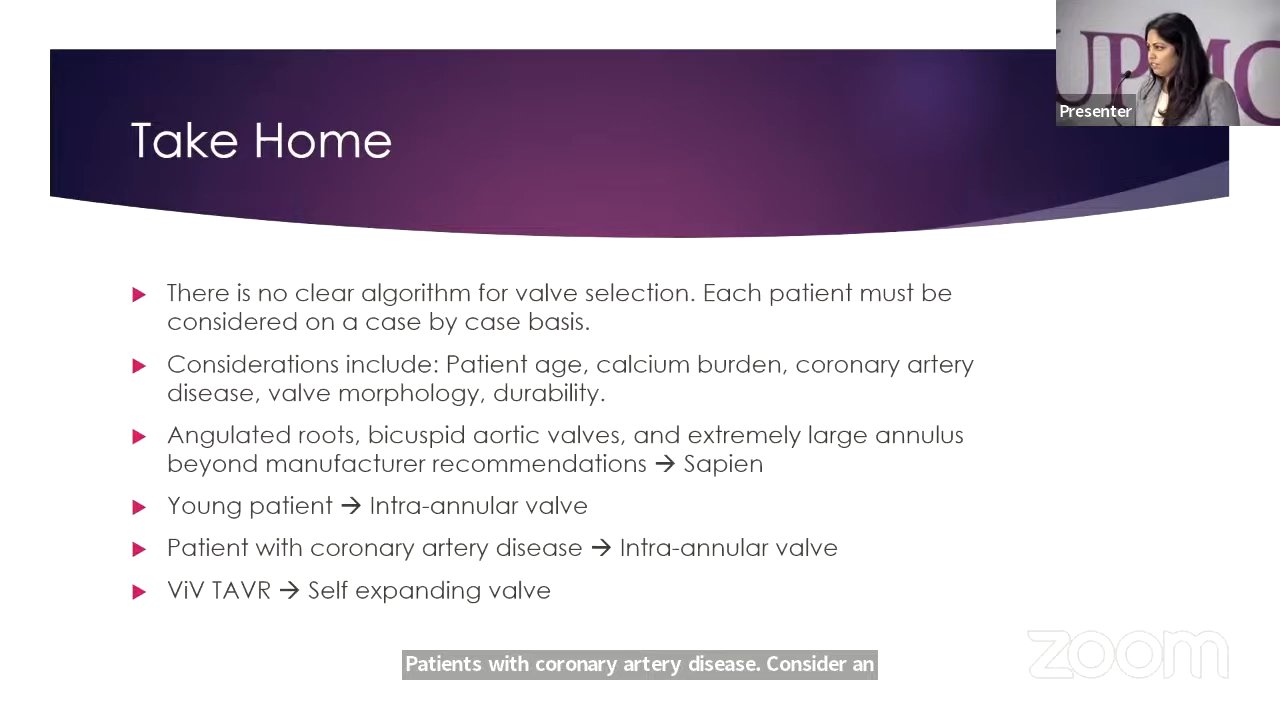 UPMC
Presenter
Take Home
There is no clear algorithm for valve selection. Each patient must be
considered on a case by case basis.
Considerations include: Patient age, calcium burden, coronary artery
disease, valve morphology, durability.
Angulated roots, bicuspid aortic valves, and extremely large annulus
beyond manufacturer recommendations → Sapien
Young patient → Intra-annular valve
Patient with coronary artery disease → Intra-annular valve
ViV TAVR → Self expanding valve
zoom
Patients with coronary artery disease. Consider an